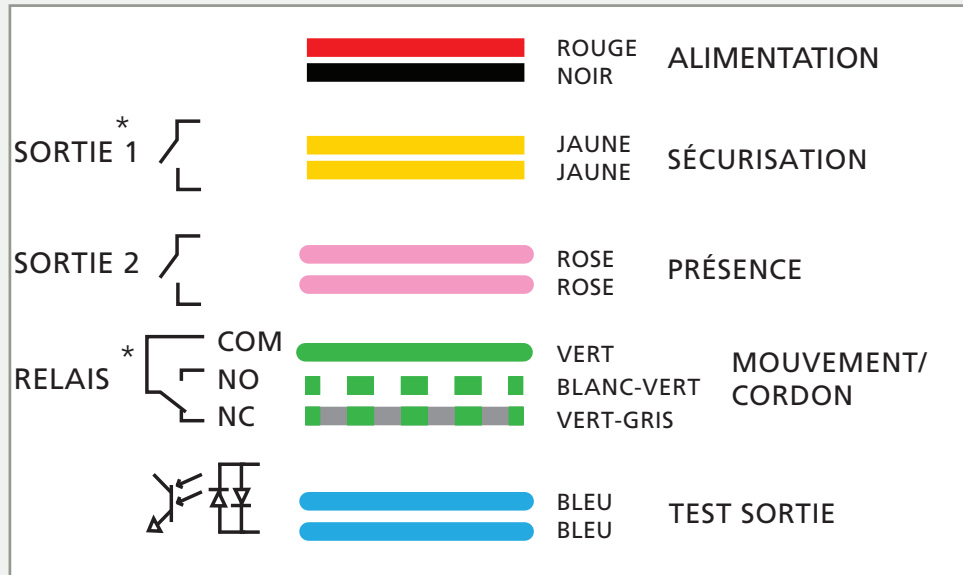 ROUGE
NOIR
ALIMENTATION
SORTIE 1 *
JAUNE
JAUNE
SÉCURISATION
SORTIE 2
ROSE
ROSE
PRÉSENCE
RELAIS *
COM
NO
NC
VERT
BLANC-VERT
VERT-GRIS
MOUVEMENT/
CORDON
BLEU
BLEU
TEST SORTIE